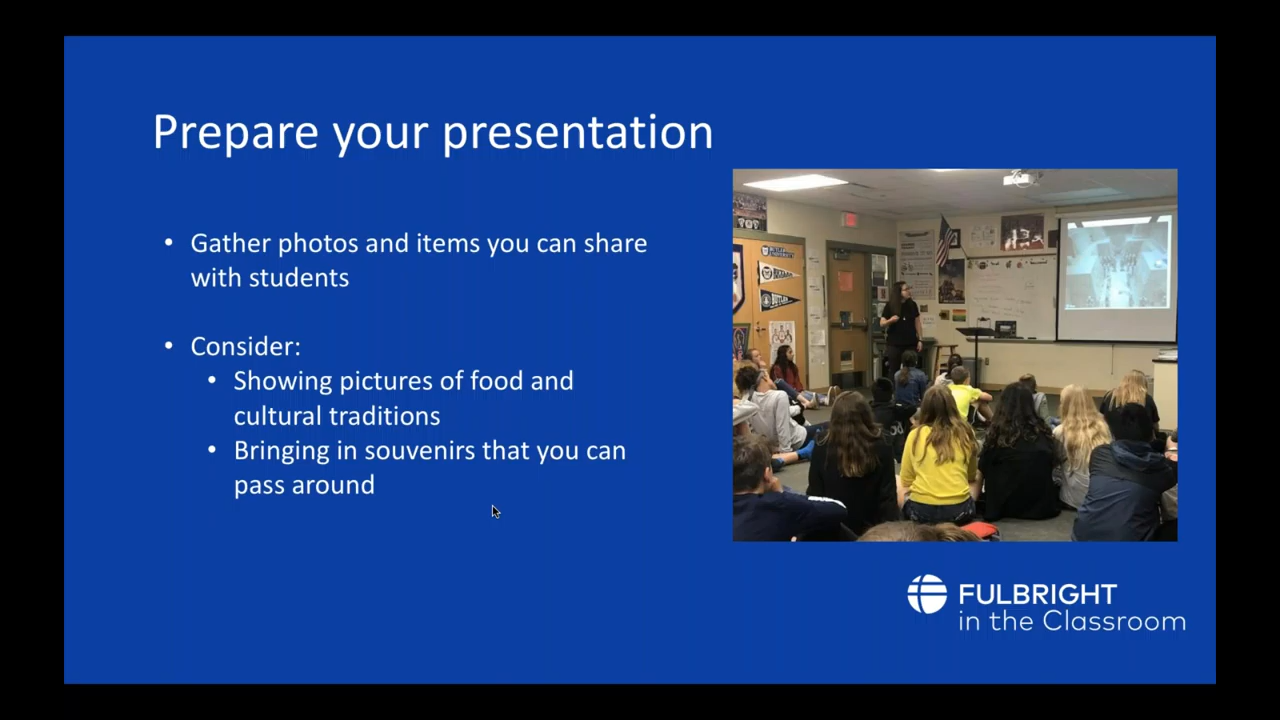 Prepare your presentation
• Gather photos and items you can share
with students
• Consider:
• Showing pictures of food and
cultural traditions
• Bringing in souvenirs that you can
pass around
BUTLER
FULBRIGHT
in the Classroom